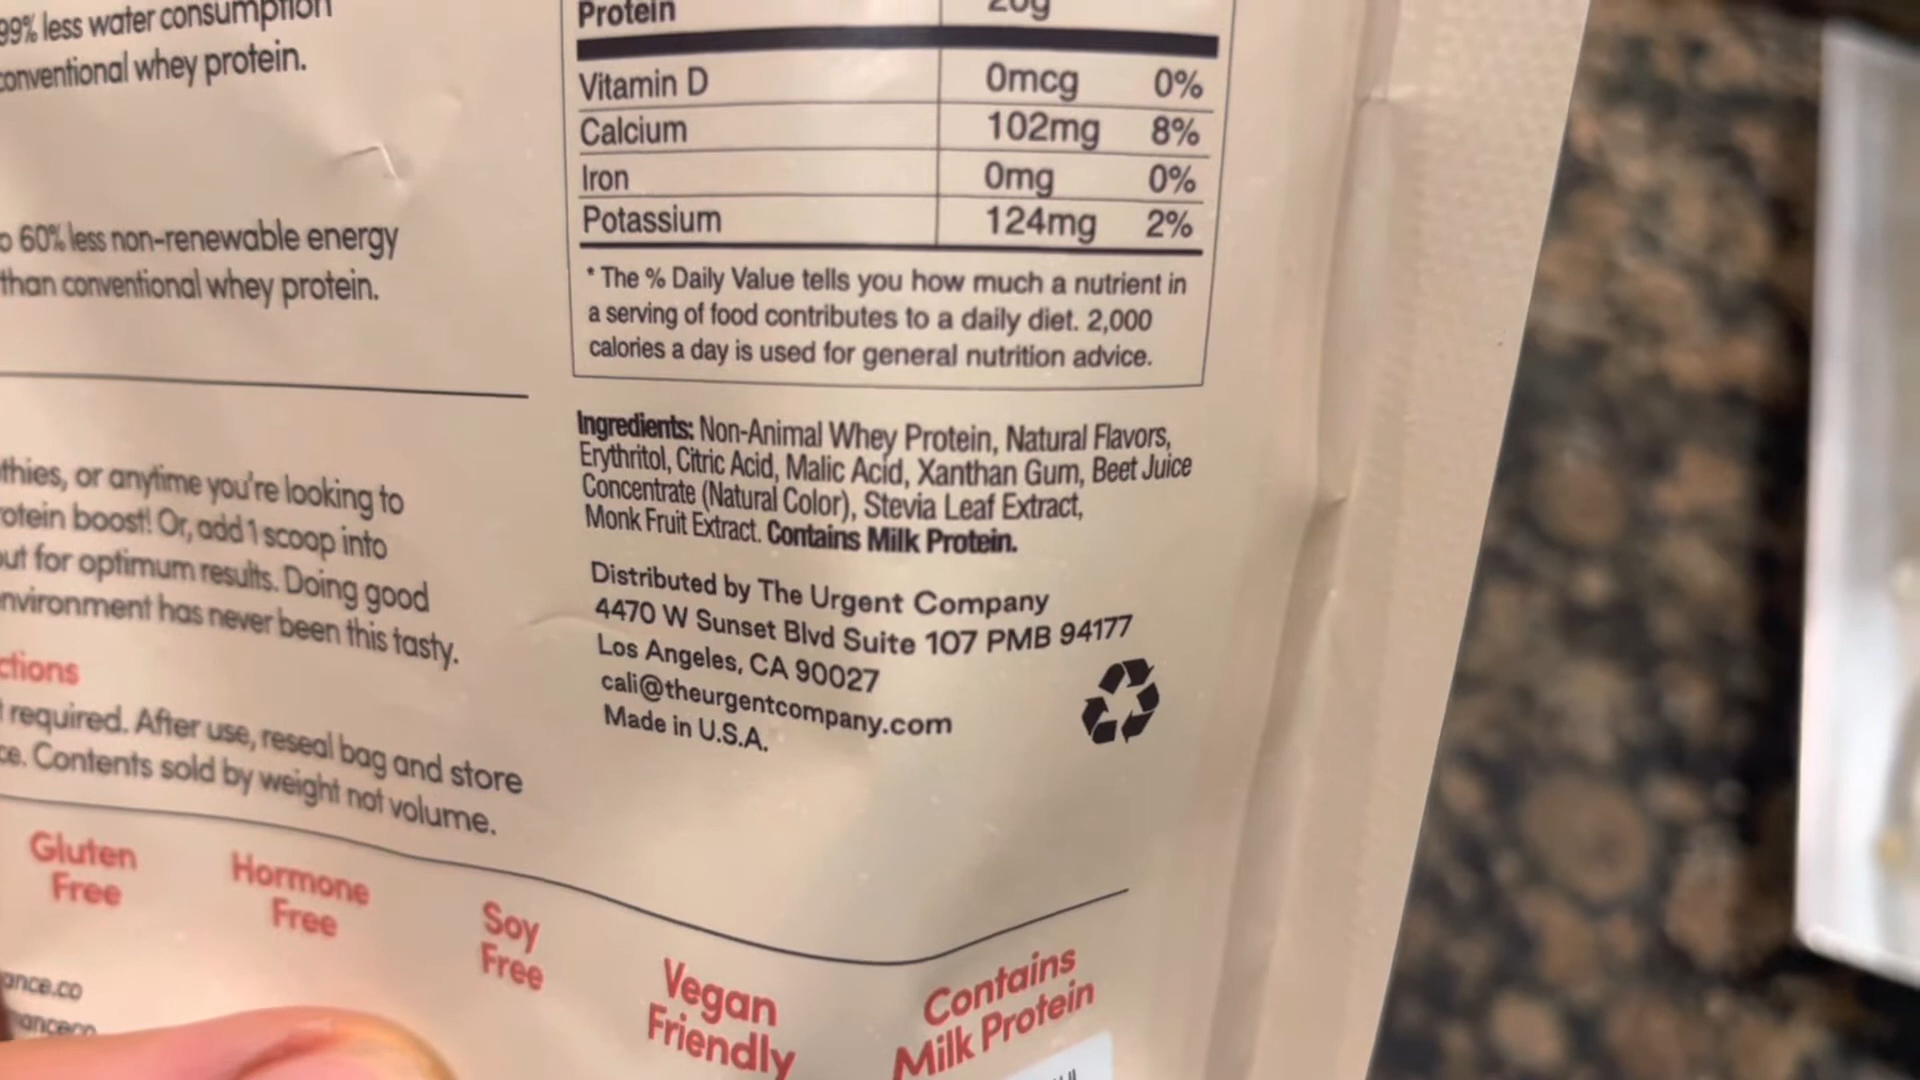 99% less water consumption
conventional whey protein.
60% less non-renewable energy
than conventional whey protein.
or anytime you're looking to
boost! Or, add 1 scoop into
for optimum results. Doing good
has never been this tasty.
required. After use, reseal bag and store
Contents sold by weight not volume.
Protein 20g
Vitamin D 0mcg 0%
Calcium 102mg 8%
Iron 0mg 0%
Potassium 124mg 2%
* The % Daily Value tells you how much a nutrient in
a serving of food contributes to a daily diet. 2,000
calories a day is used for general nutrition advice.
Ingredients: Non-Animal Whey Protein, Natural Flavors,
Erythritol, Citric Acid, Malic Acid, Xanthan Gum, Beet Juice
Concentrate (Natural Color), Stevia Leaf Extract,
Monk Fruit Extract. Contains Milk Protein.
Distributed by The Urgent Company
4470 W Sunset Blvd Suite 107 PMB 94177
Los Angeles, CA 90027
cali@theurgentcompany.com
Made in U.S.A.
Gluten
Free
Hormone
Free
Soy
Free
Vegan
Friendly
Contains
Milk Protein